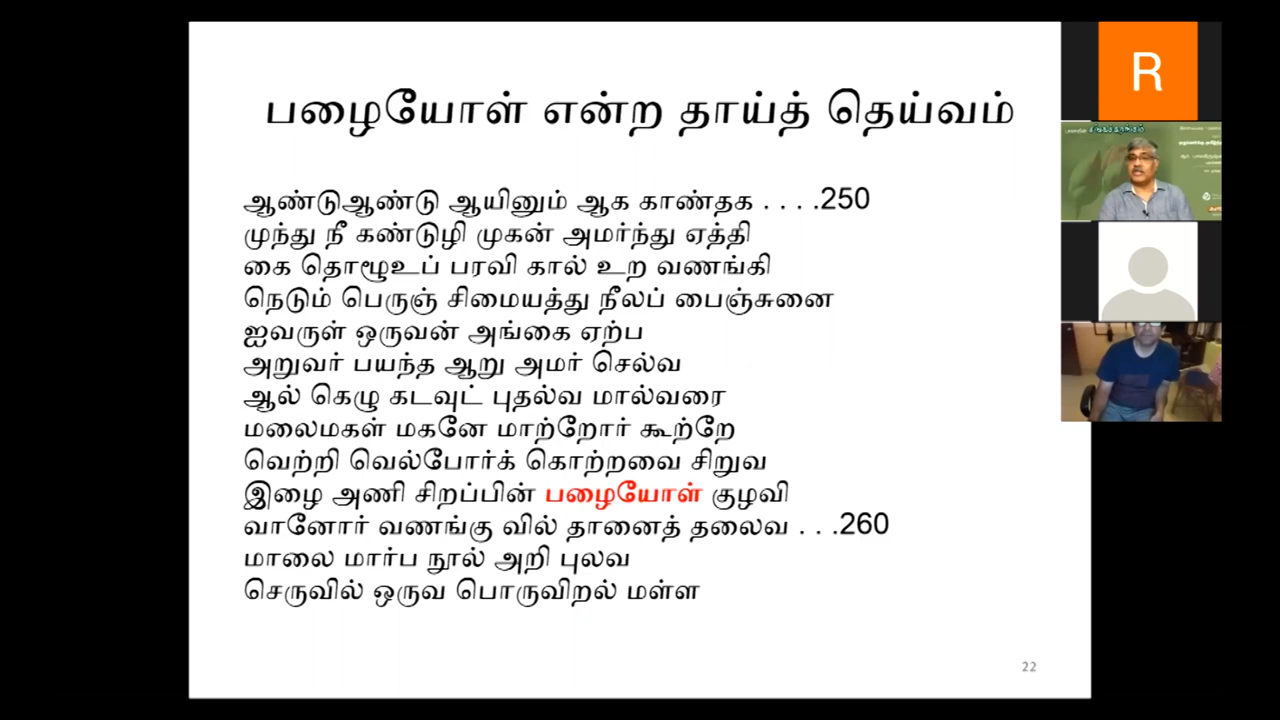 பழையோள் என்ற தாய்த் தெய்வம்
ஆண்டுஆண்டு ஆயினும் ஆக காண்தக . . . .250
முந்து நீ கண்டுழி முகன் அமர்ந்து ஏத்தி
கை தொழூஉப் பரவி கால் உற வணங்கி
நெடும் பெருஞ் சிமையத்து நீலப் பைஞ்சுனை
ஐவருள் ஒருவன் அங்கை ஏற்ப
அறுவர் பயந்த ஆறு அமர் செல்வ
ஆல் கெழு கடவுட் புதல்வ மால்வரை
மலைமகள் மகனே மாற்றோர் கூற்றே
வெற்றி வெல்போர்க் கொற்றவை சிறுவ
இழை அணி சிறப்பின் பழையோள் குழவி
வானோர் வணங்கு வில் தானைத் தலைவ . . .260
மாலை மார்ப நூல் அறி புலவ
செருவில் ஒருவ பொருவிறல் மள்ள
22
R